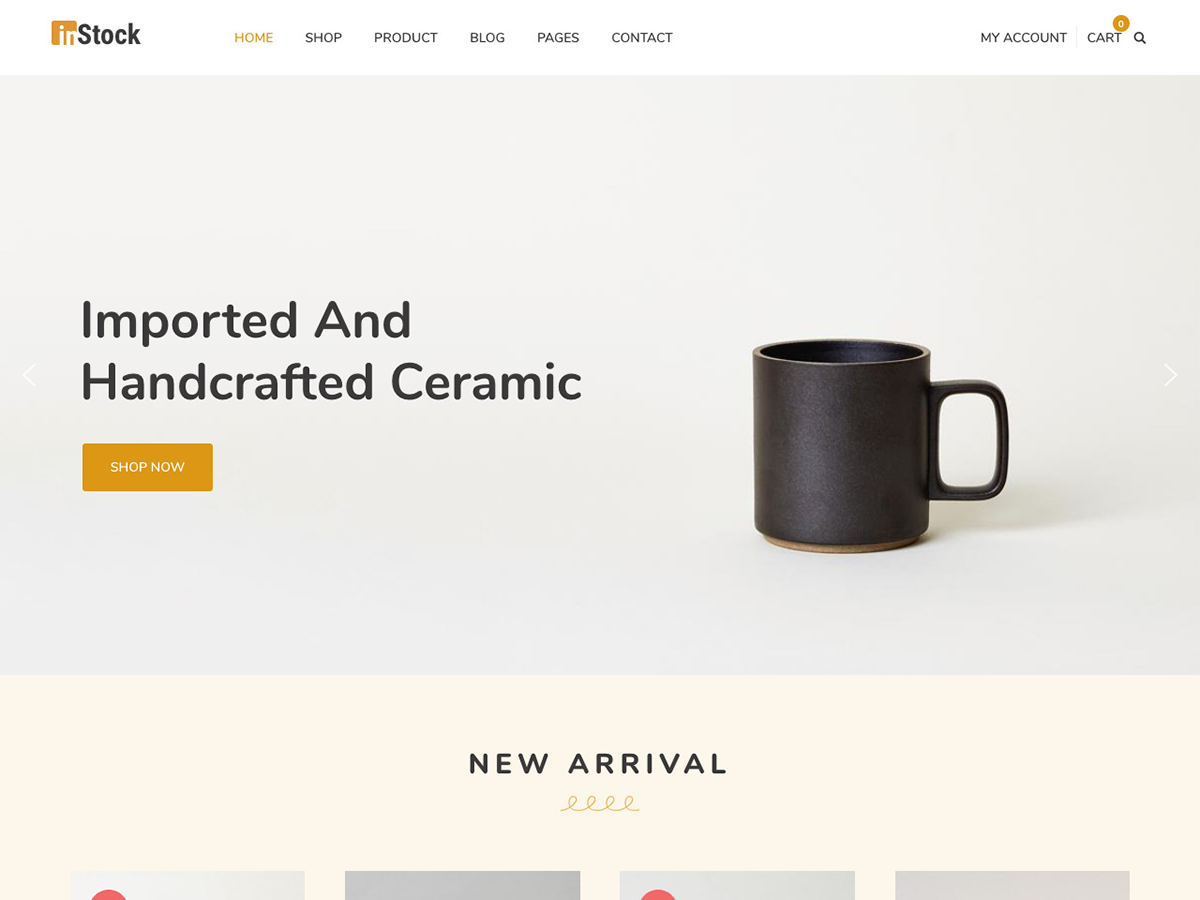 inStock
HOME SHOP PRODUCT BLOG PAGES CONTACT
MY ACCOUNT CART 0
Imported And
Handcrafted Ceramic
SHOP NOW
NEW ARRIVAL